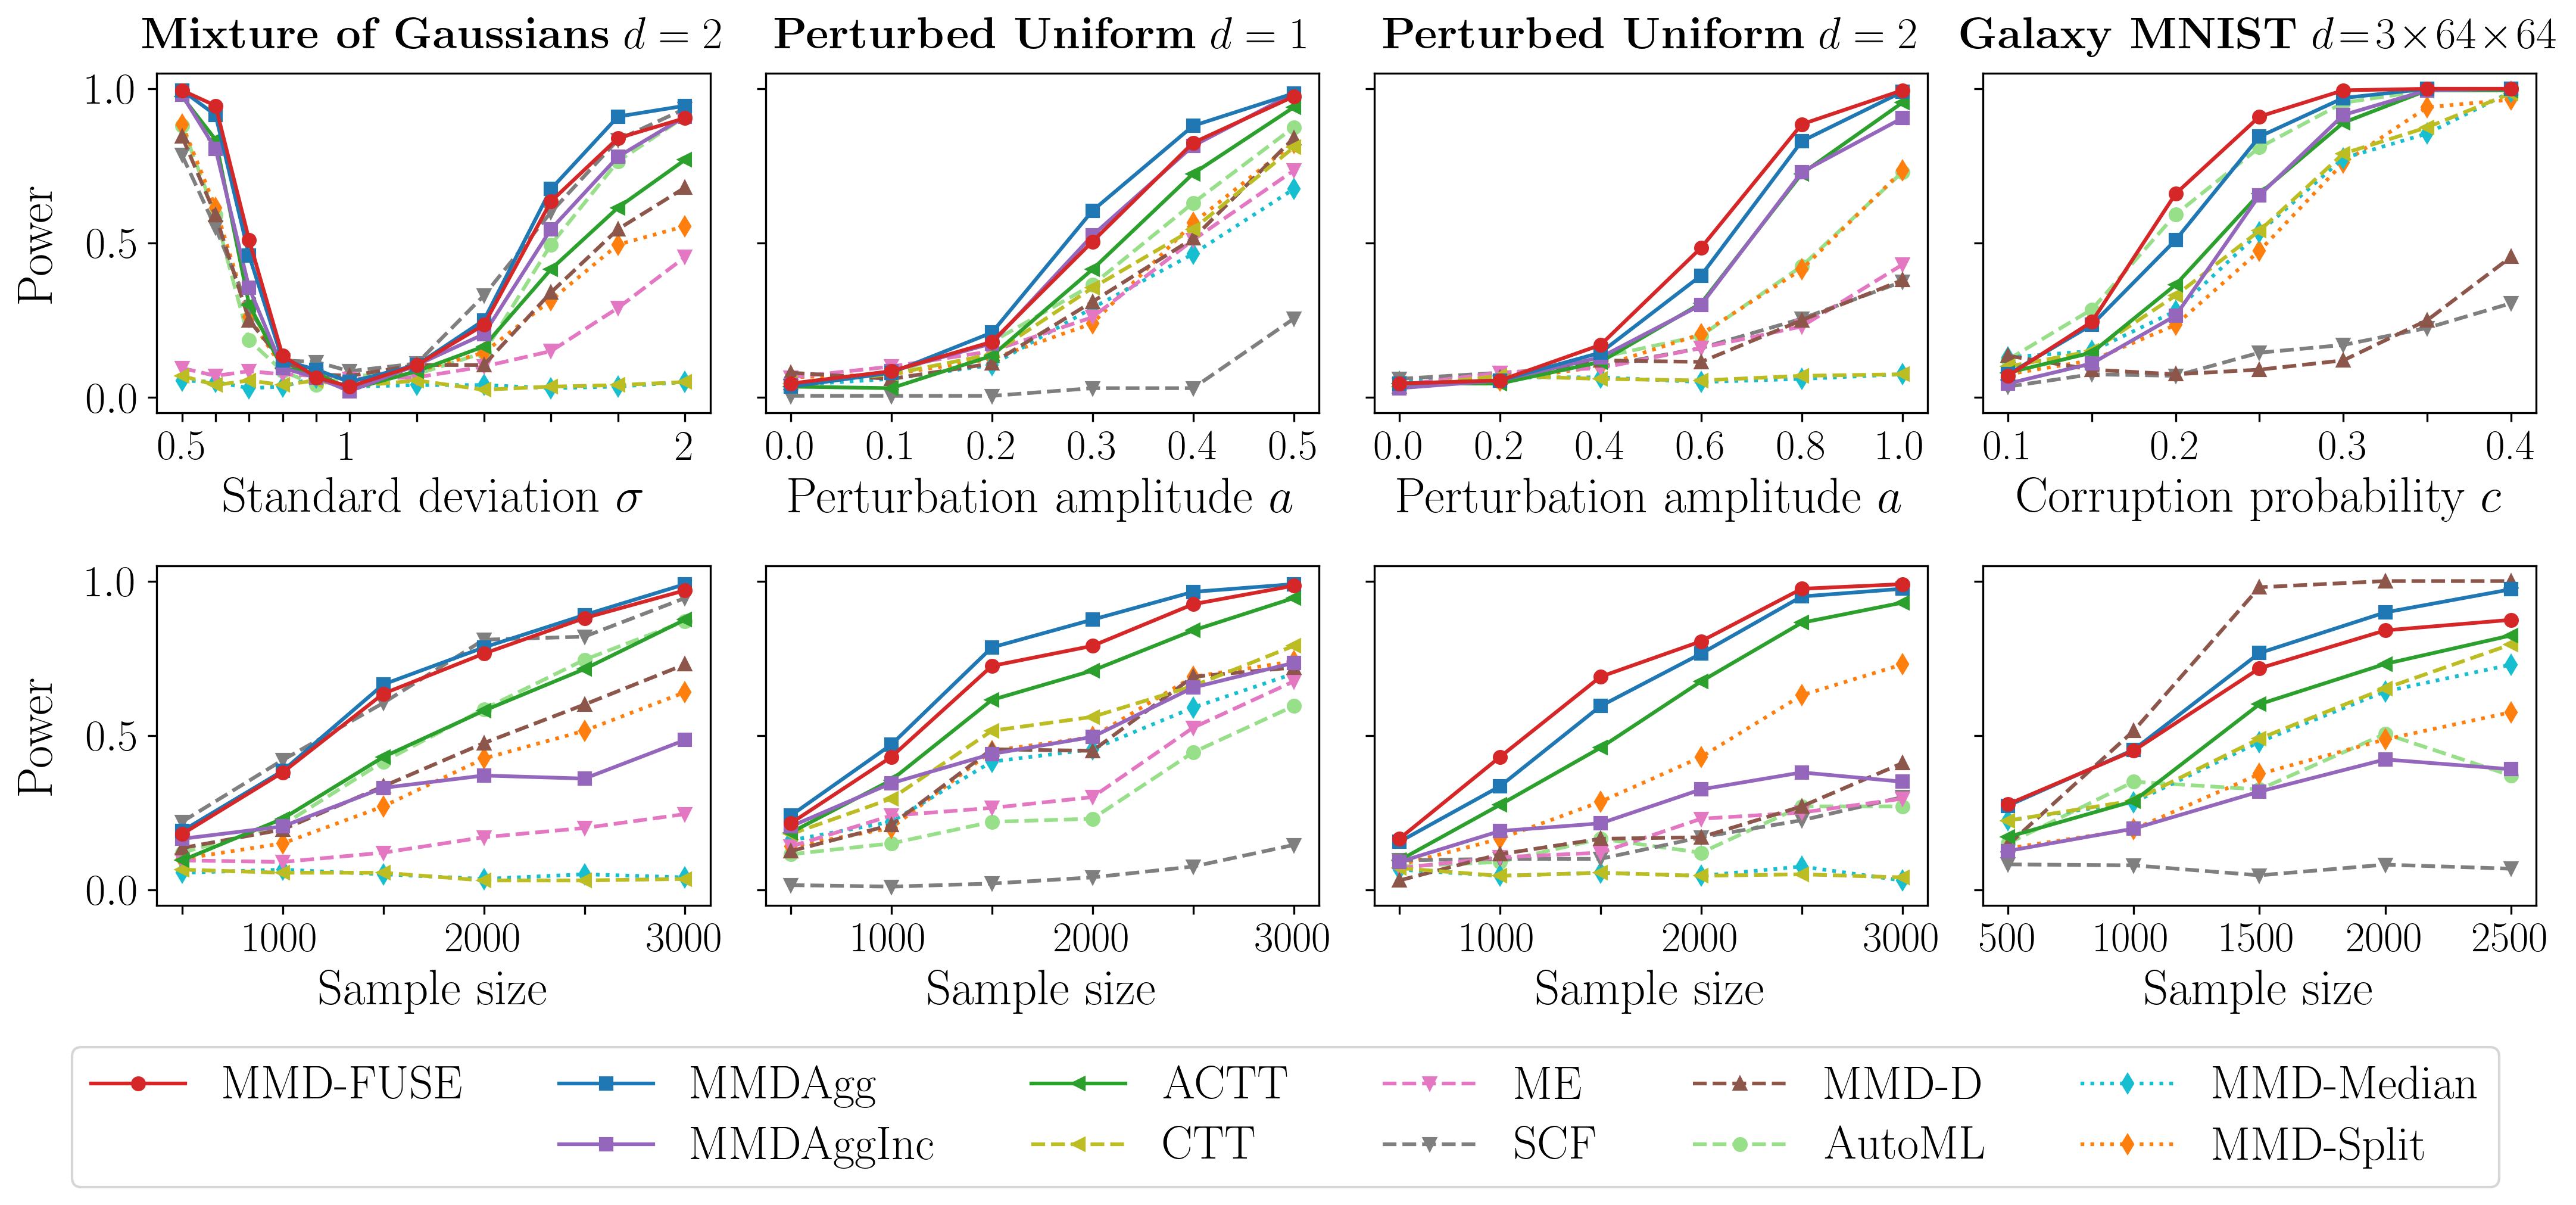 Mixture of Gaussians d = 2
Perturbed Uniform d = 1
Perturbed Uniform d = 2
Galaxy MNIST d=3×64×64
Power
1.0
0.5
0.0
0.5 1 2
0.0 0.1 0.2 0.3 0.4 0.5
0.0 0.2 0.4 0.6 0.8 1.0
0.1 0.2 0.3 0.4
Standard deviation σ
Perturbation amplitude a
Perturbation amplitude a
Corruption probability c
Power
1.0
0.5
0.0
1000 2000 3000
1000 2000 3000
1000 2000 3000
500 1000 1500 2000 2500
Sample size
Sample size
Sample size
Sample size
MMD-FUSE MMDAgg ACTT ME MMD-D MMD-Median
MMDAggInc CTT SCF AutoML MMD-Split